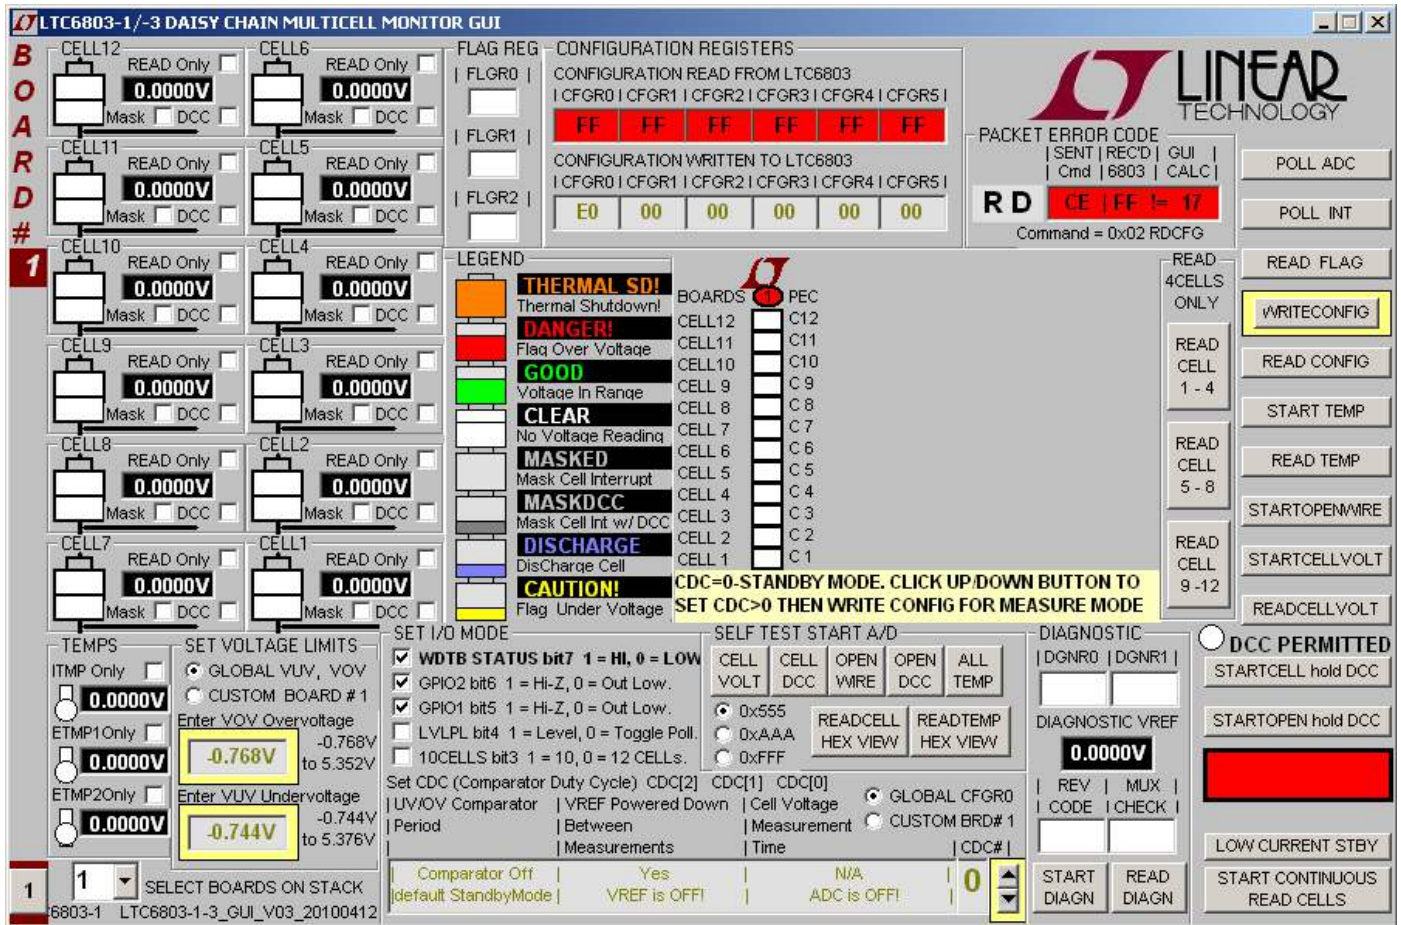 LTC6803-1/-3 DAISY CHAIN MULTICELL MONITOR GUI
BOARD#
1
CELL12
READ Only
0.0000V
Mask DCC
CELL6
READ Only
0.0000V
Mask DCC
CELL11
READ Only
0.0000V
Mask DCC
CELL5
READ Only
0.0000V
Mask DCC
CELL10
READ Only
0.0000V
Mask DCC
CELL4
READ Only
0.0000V
Mask DCC
CELL9
READ Only
0.0000V
Mask DCC
CELL3
READ Only
0.0000V
Mask DCC
CELL8
READ Only
0.0000V
Mask DCC
CELL2
READ Only
0.0000V
Mask DCC
CELL7
READ Only
0.0000V
Mask DCC
CELL1
READ Only
0.0000V
Mask DCC
FLAG REG
| FLGR0 |
| FLGR1 |
| FLGR2 |
CONFIGURATION REGISTERS
CONFIGURATION READ FROM LTC6803
| CFGR0 | CFGR1 | CFGR2 | CFGR3 | CFGR4 | CFGR5 |
FF FF FF FF FF FF
CONFIGURATION WRITTEN TO LTC6803
| CFGR0 | CFGR1 | CFGR2 | CFGR3 | CFGR4 | CFGR5 |
E0 00 00 00 00 00
LINEAR
TECHNOLOGY
PACKET ERROR CODE
| SENT | REC'D | GUI |
| Cmd | 6803 | CALC |
RD CE | FF != 17
Command = 0x02 RDCFG
LEGEND
THERMAL SD!
Thermal Shutdown!
DANGER!
Flag Over Voltage
GOOD
Voltage In Range
CLEAR
No Voltage Reading
MASKED
Mask Cell Interrupt
MASKDCC
Mask Cell Int w/ DCC
DISCHARGE
DisCharge Cell
CAUTION!
Flag Under Voltage
BOARDS 1 PEC
CELL12 C12
CELL11 C11
CELL10 C10
CELL 9 C 9
CELL 8 C 8
CELL 7 C 7
CELL 6 C 6
CELL 5 C 5
CELL 4 C 4
CELL 3 C 3
CELL 2 C 2
CELL 1 C 1
CDC=0-STANDBY MODE. CLICK UP/DOWN BUTTON TO
SET CDC>0 THEN WRITE CONFIG FOR MEASURE MODE
READ
4CELLS
ONLY
READ
CELL
1 - 4
READ
CELL
5 - 8
READ
CELL
9 -12
POLL ADC
POLL INT
READ FLAG
WRITECONFIG
READ CONFIG
START TEMP
READ TEMP
STARTOPENWIRE
STARTCELLVOLT
READCELLVOLT
TEMPS
ITMP Only
0.0000V
ETMP1Only
0.0000V
ETMP2Only
0.0000V
SET VOLTAGE LIMITS
GLOBAL VUV, VOV
CUSTOM BOARD # 1
Enter VOV Overvoltage
-0.768V
-0.768V
to 5.352V
Enter VUV Undervoltage
-0.744V
-0.744V
to 5.376V
SET I/O MODE
WDTB STATUS bit7 1 = HI, 0 = LOW
GPIO2 bit6 1 = Hi-Z, 0 = Out Low.
GPIO1 bit5 1 = Hi-Z, 0 = Out Low.
LVLPL bit4 1 = Level, 0 = Toggle Poll.
10CELLS bit3 1 = 10, 0 = 12 CELLs.
SELF TEST START A/D
CELL
VOLT
CELL
DCC
OPEN
WIRE
OPEN
DCC
ALL
TEMP
0x555
0xAAA
0xFFF
READCELL
HEX VIEW
READTEMP
HEX VIEW
Set CDC (Comparator Duty Cycle) CDC[2] CDC[1] CDC[0]
| UV/OV Comparator | VREF Powered Down | Cell Voltage
| Period | Between | Measurement
| | Measurements | Time | CDC# |
GLOBAL CFGR0
CUSTOM BRD# 1
| Comparator Off | Yes | N/A |
| default StandbyMode | VREF is OFF! | ADC is OFF! |
0
DIAGNOSTIC
| DGNR0 | DGNR1 |
DIAGNOSTIC VREF
0.0000V
| REV | MUX |
| CODE | CHECK |
START
DIAGN
READ
DIAGN
DCC PERMITTED
STARTCELL hold DCC
STARTOPEN hold DCC
LOW CURRENT STBY
START CONTINUOUS
READ CELLS
1
1
SELECT BOARDS ON STACK
6803-1 LTC6803-1-3_GUI_V03_20100412